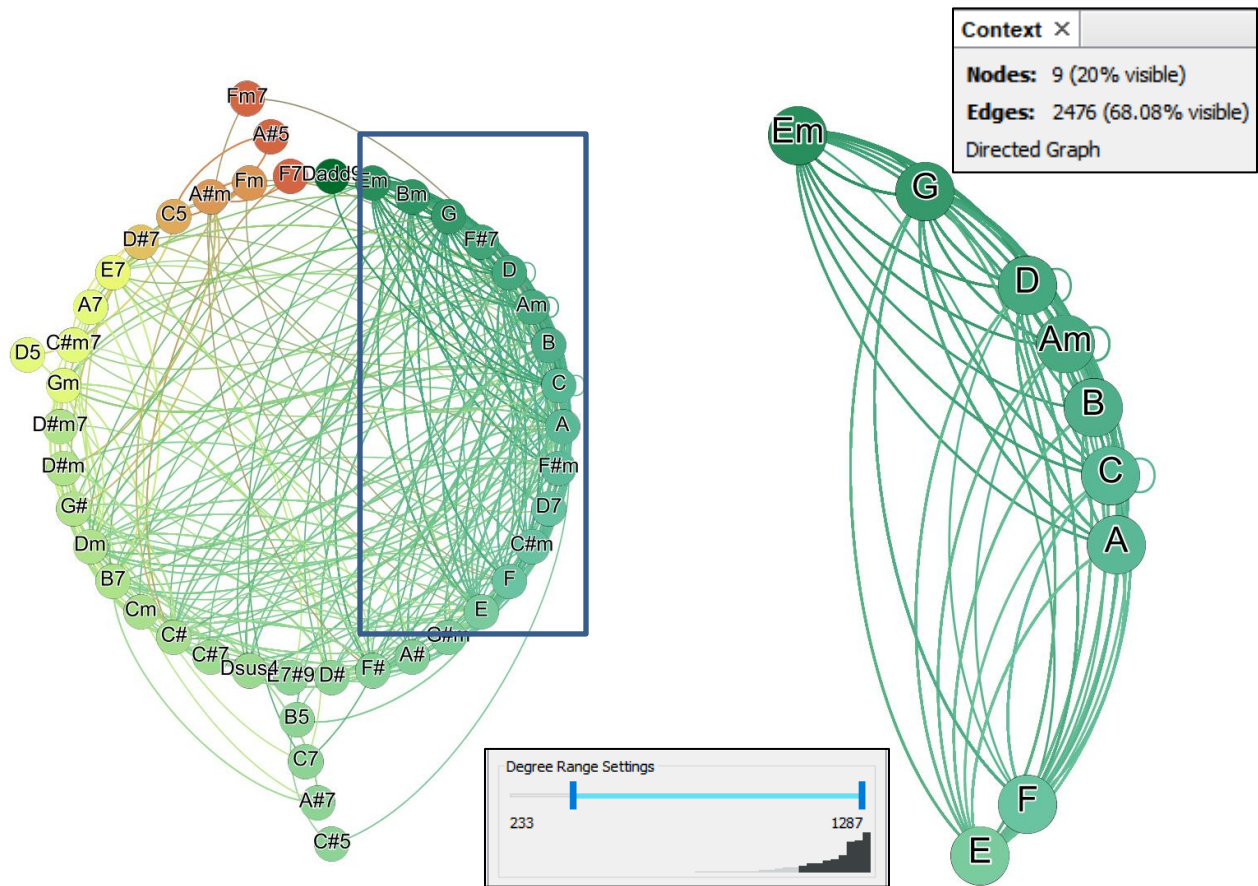 Context ×
Nodes: 9 (20% visible)
Edges: 2476 (68.08% visible)
Directed Graph
Fm7
A#5
F7
Dadd9
Fm
A#m
C5
D#7
E7
A7
C#m7
D5
Gm
D#m7
D#m
G#
Dm
B7
Cm
C#
C#7
Dsus4
E7#9
D#
F#
A#
G#m
E
F
C#m
D7
F#m
A
C
B
Am
D
F#7
G
Bm
Em
B5
C7
A#7
C#5
Em
G
D
Am
B
C
A
F
E
Degree Range Settings
233
1287